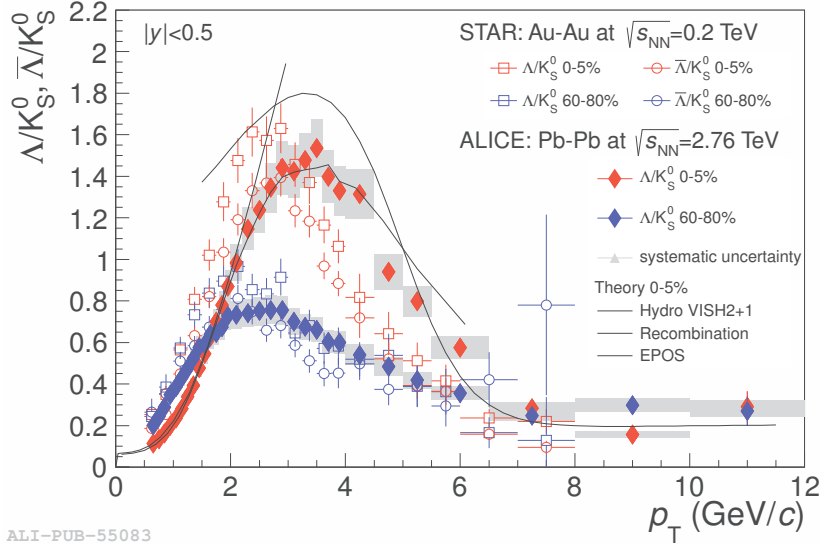 Λ/K⁰S, Λ̅/K⁰S
2.2
2
1.8
1.6
1.4
1.2
1
0.8
0.6
0.4
0.2
0
|y|<0.5
STAR: Au-Au at √sNN=0.2 TeV
Λ/K⁰S 0-5% Λ̅/K⁰S 0-5%
Λ/K⁰S 60-80% Λ̅/K⁰S 60-80%
ALICE: Pb-Pb at √sNN=2.76 TeV
Λ/K⁰S 0-5%
Λ/K⁰S 60-80%
systematic uncertainty
Theory 0-5%
Hydro VISH2+1
Recombination
EPOS
0 2 4 6 8 10 12
pT (GeV/c)
ALI-PUB-55083